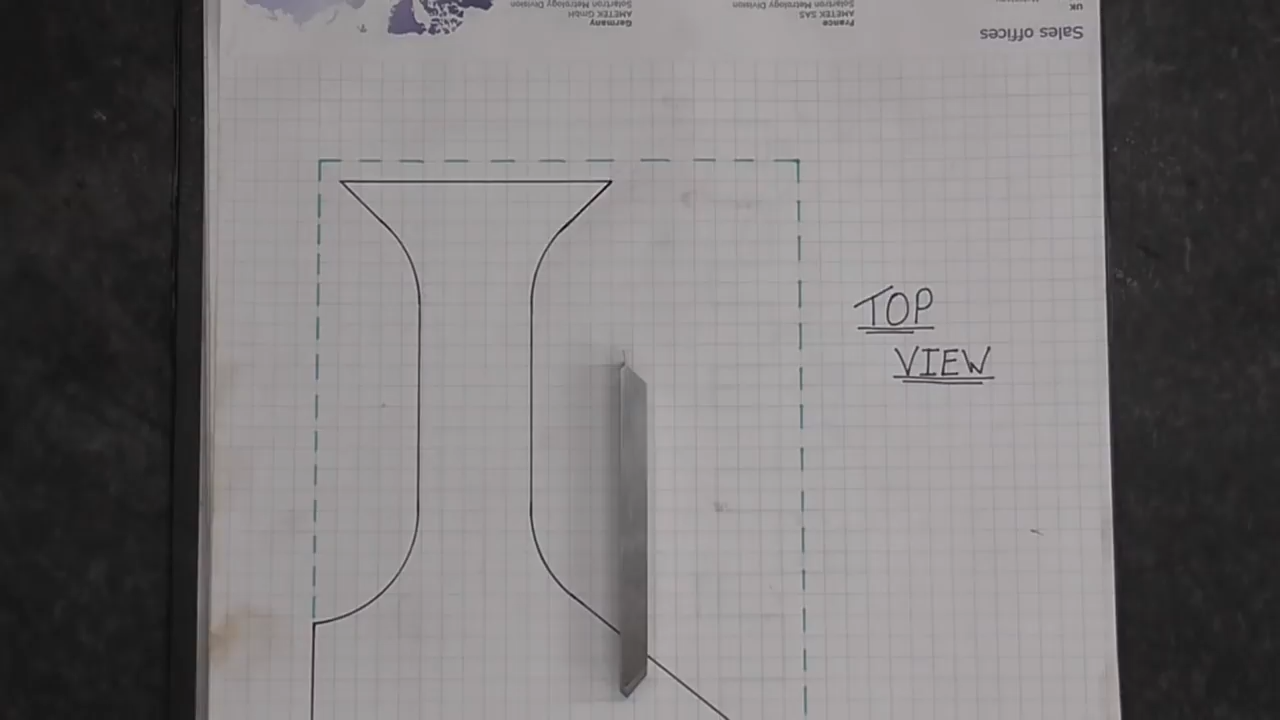 Sales offices
UK
France
AMETEK SAS
Solartron Metrology Division
Germany
AMETEK GmbH
Solartron Metrology Division
TOP
VIEW